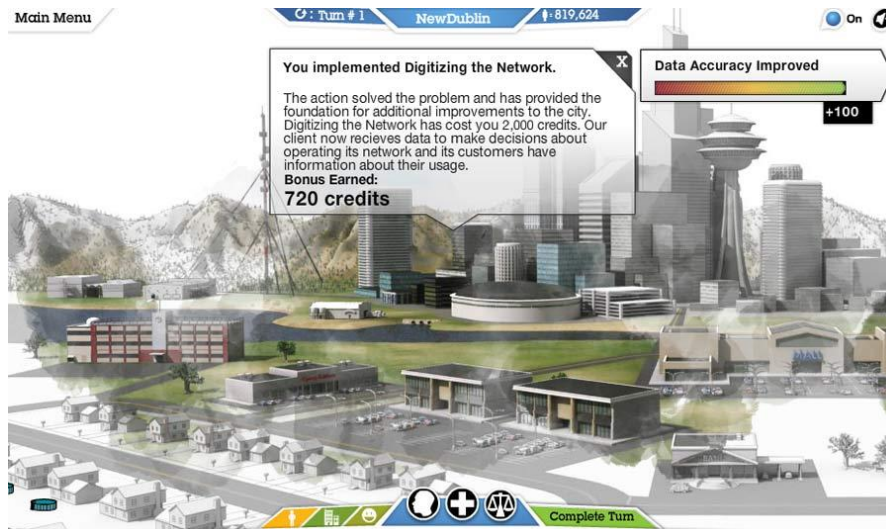 Main Menu
: Turn # 1
NewDublin
: 819,624
On
You implemented Digitizing the Network.
X
The action solved the problem and has provided the
foundation for additional improvements to the city.
Digitizing the Network has cost you 2,000 credits. Our
client now recieves data to make decisions about
operating its network and its customers have
information about their usage.
Bonus Earned:
720 credits
Data Accuracy Improved
+100
MALL
BANK
Complete Turn